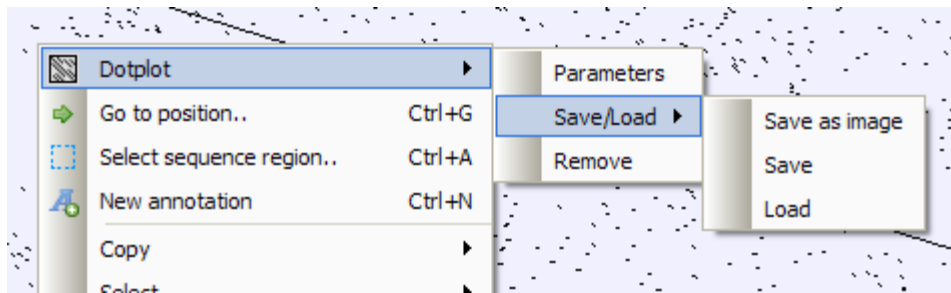 Dotplot
Go to position.. Ctrl+G
Select sequence region.. Ctrl+A
New annotation Ctrl+N
Copy
Select
Parameters
Save/Load
Remove
Save as image
Save
Load